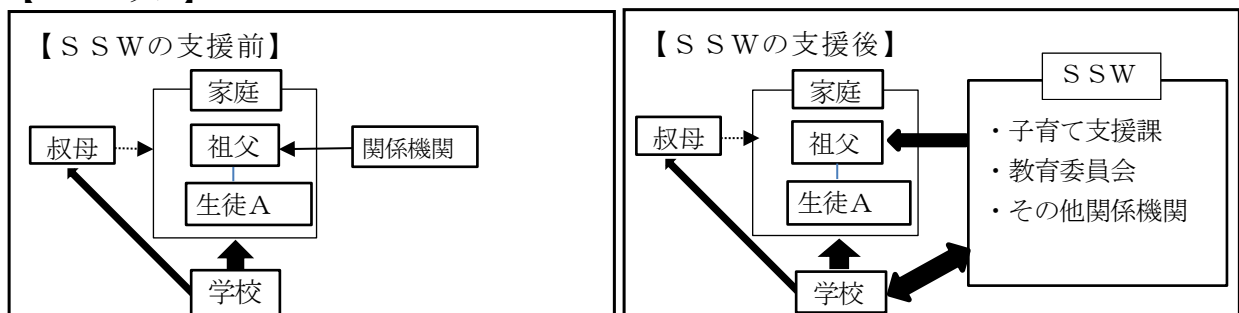 【ＳＳＷの支援前】
家庭
叔母
祖父
関係機関
生徒Ａ
学校
【ＳＳＷの支援後】
ＳＳＷ
家庭
叔母
祖父
生徒Ａ
学校
・子育て支援課
・教育委員会
・その他関係機関